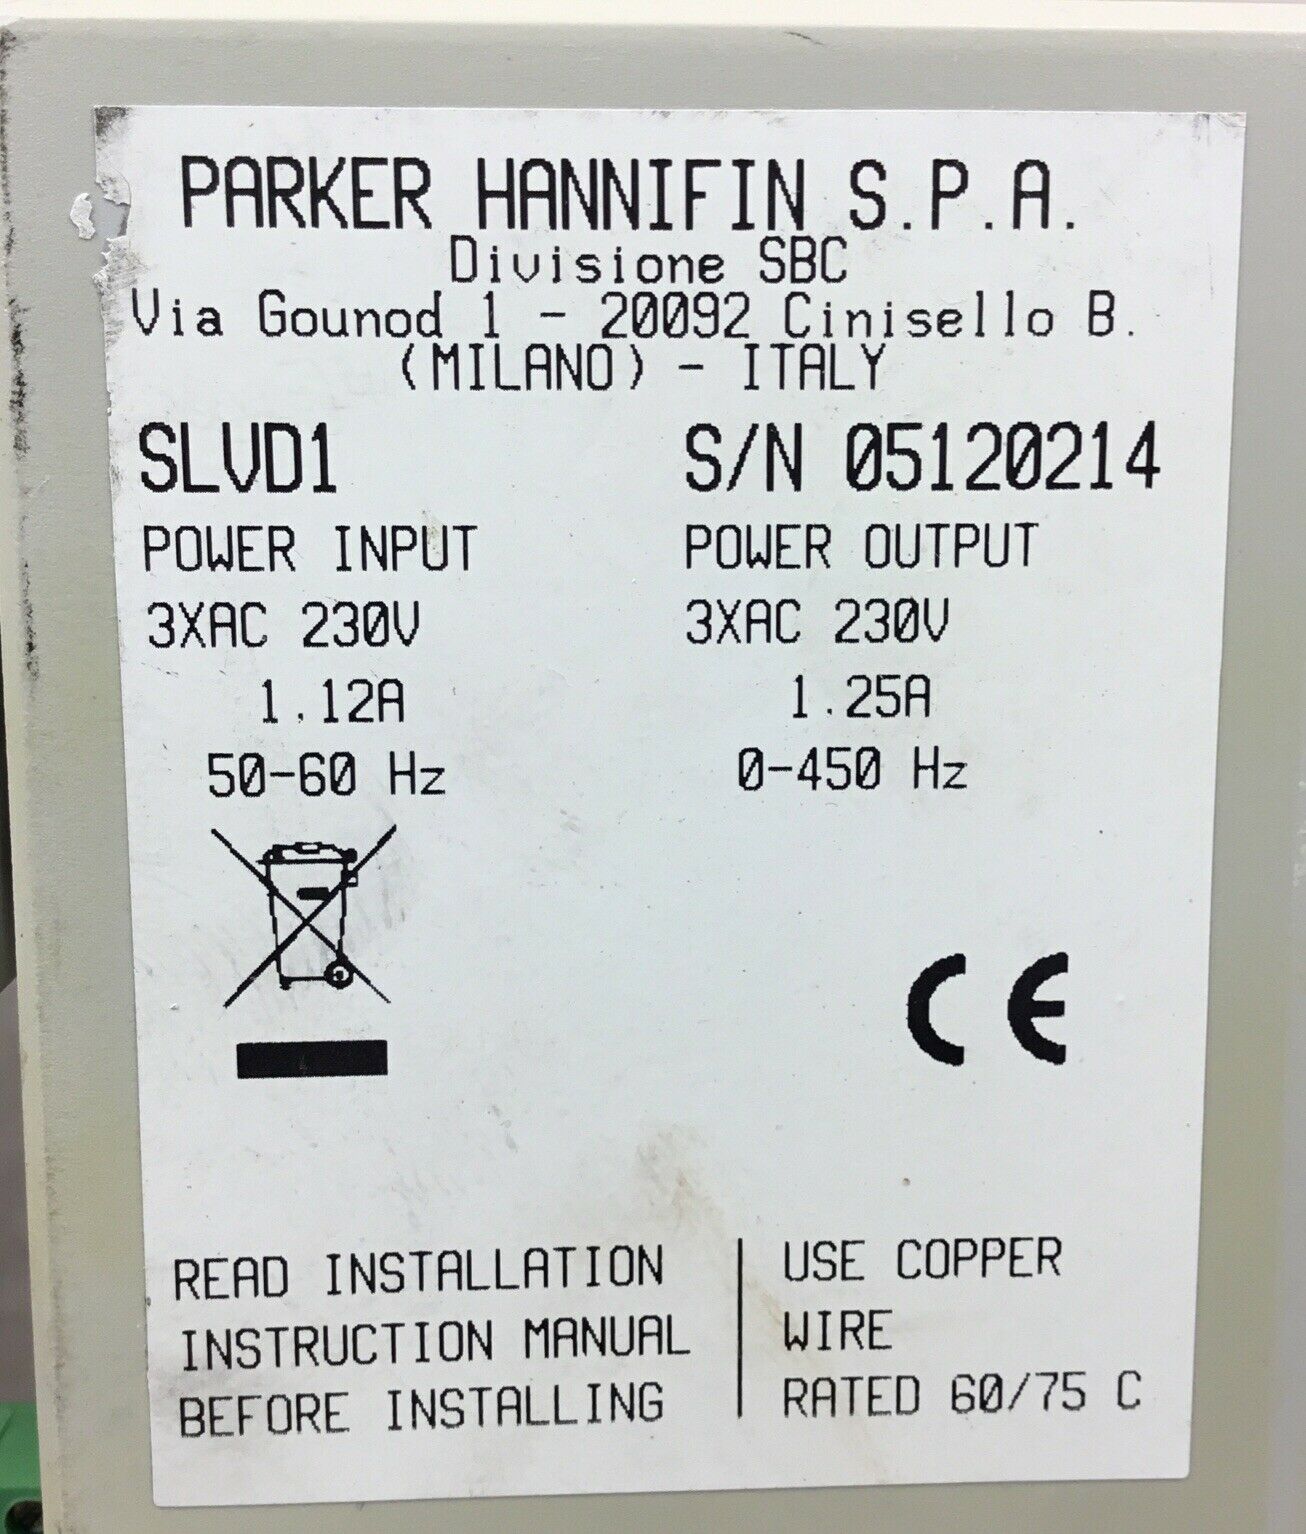 PARKER HANNIFIN S.P.A.
Divisione SBC
Via Gounod 1 - 20092 Cinisello B.
(MILANO) - ITALY
SLVD1 S/N 05120214
POWER INPUT POWER OUTPUT
3XAC 230V 3XAC 230V
1.12A 1.25A
50-60 Hz 0-450 Hz
CE
READ INSTALLATION USE COPPER
INSTRUCTION MANUAL WIRE
BEFORE INSTALLING RATED 60/75 C